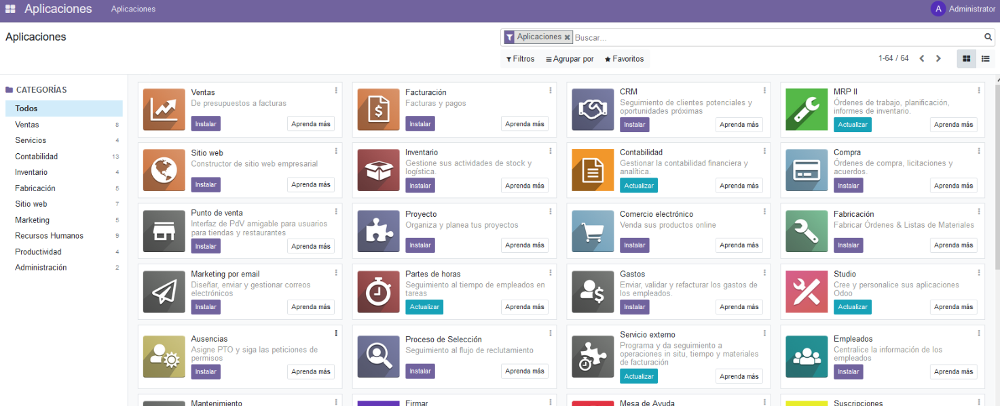 Aplicaciones
Aplicaciones
A Administrator
Aplicaciones
Aplicaciones ✖ Buscar...
Filtros Agrupar por Favoritos
1-64 / 64
CATEGORÍAS
Todos
Ventas 8
Servicios 4
Contabilidad 13
Inventario 4
Fabricación 5
Sitio web 7
Marketing 5
Recursos Humanos 9
Productividad 4
Administración 2
Ventas
De presupuestos a facturas
Instalar
Aprenda más
Facturación
Facturas y pagos
Instalar
Aprenda más
CRM
Seguimiento de clientes potenciales y
oportunidades próximas
Instalar
Aprenda más
MRP II
Órdenes de trabajo, planificación,
informes de inventario.
Actualizar
Aprenda más
Sitio web
Constructor de sitio web empresarial
Instalar
Aprenda más
Inventario
Gestione sus actividades de stock y
logística.
Instalar
Aprenda más
Contabilidad
Gestionar la contabilidad financiera y
analítica.
Actualizar
Aprenda más
Compra
Órdenes de compra, licitaciones y
acuerdos.
Instalar
Aprenda más
Punto de venta
Interfaz de PdV amigable para usuarios
para tiendas y restaurantes
Instalar
Aprenda más
Proyecto
Organiza y planea tus proyectos
Instalar
Aprenda más
Comercio electrónico
Venda sus productos online
Instalar
Aprenda más
Fabricación
Fabricar Órdenes & Listas de Materiales
Instalar
Aprenda más
Marketing por email
Diseñar, enviar y gestionar correos
electrónicos
Instalar
Aprenda más
Partes de horas
Seguimiento al tiempo de empleados en
tareas
Actualizar
Aprenda más
Gastos
Enviar, validar y refacturar los gastos de
los empleados.
Instalar
Aprenda más
Studio
Cree y personalice sus aplicaciones
Odoo
Actualizar
Aprenda más
Ausencias
Asigne PTO y siga las peticiones de
permisos
Instalar
Aprenda más
Proceso de Selección
Seguimiento al flujo de reclutamiento
Instalar
Aprenda más
Servicio externo
Programa y da seguimiento a
operaciones in situ, tiempo y materiales
de facturación
Actualizar
Aprenda más
Empleados
Centralice la información de los
empleados
Instalar
Aprenda más
Mantenimiento
Firmar
Mesa de Ayuda
Suscripciones